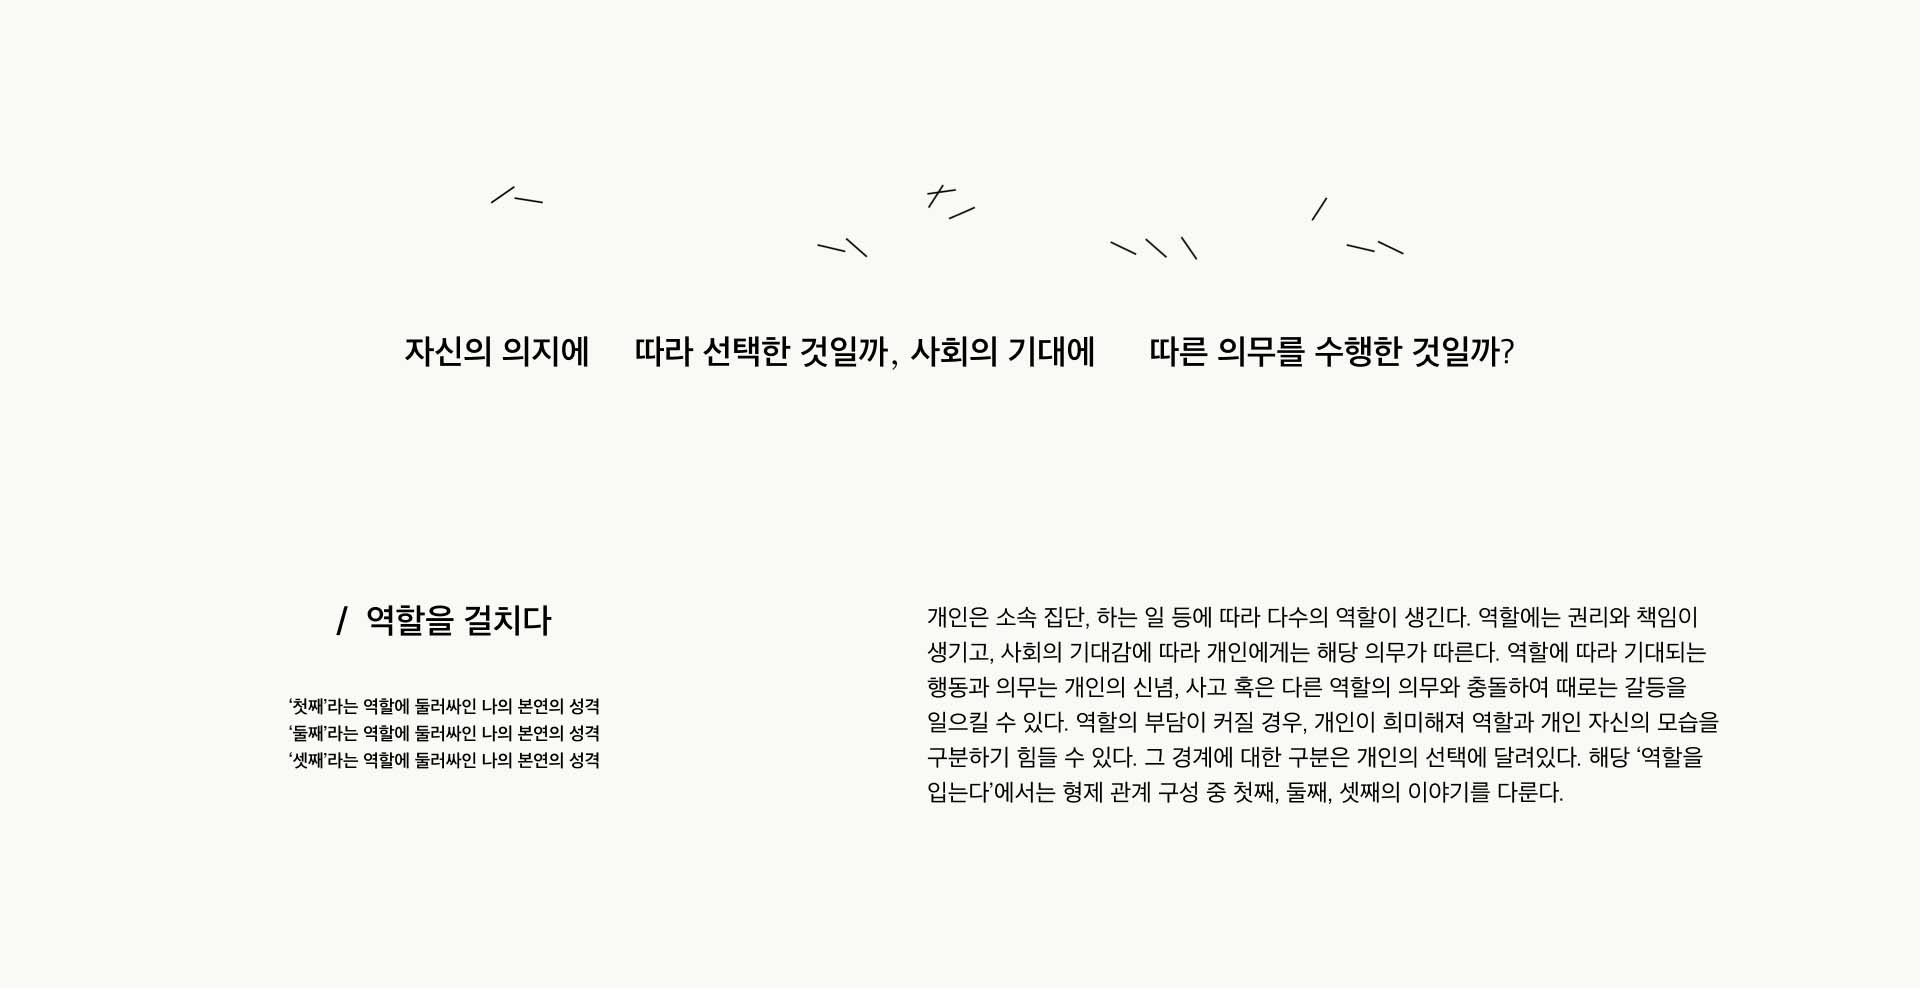 자신의 의지에 따라 선택한 것일까, 사회의 기대에 따른 의무를 수행한 것일까?
/ 역할을 걸치다
‘첫째’라는 역할에 둘러싸인 나의 본연의 성격
‘둘째’라는 역할에 둘러싸인 나의 본연의 성격
‘셋째’라는 역할에 둘러싸인 나의 본연의 성격
개인은 소속 집단, 하는 일 등에 따라 다수의 역할이 생긴다. 역할에는 권리와 책임이
생기고, 사회의 기대감에 따라 개인에게는 해당 의무가 따른다. 역할에 따라 기대되는
행동과 의무는 개인의 신념, 사고 혹은 다른 역할의 의무와 충돌하여 때로는 갈등을
일으킬 수 있다. 역할의 부담이 커질 경우, 개인이 희미해져 역할과 개인 자신의 모습을
구분하기 힘들 수 있다. 그 경계에 대한 구분은 개인의 선택에 달려있다. 해당 ‘역할을
입는다’에서는 형제 관계 구성 중 첫째, 둘째, 셋째의 이야기를 다룬다.